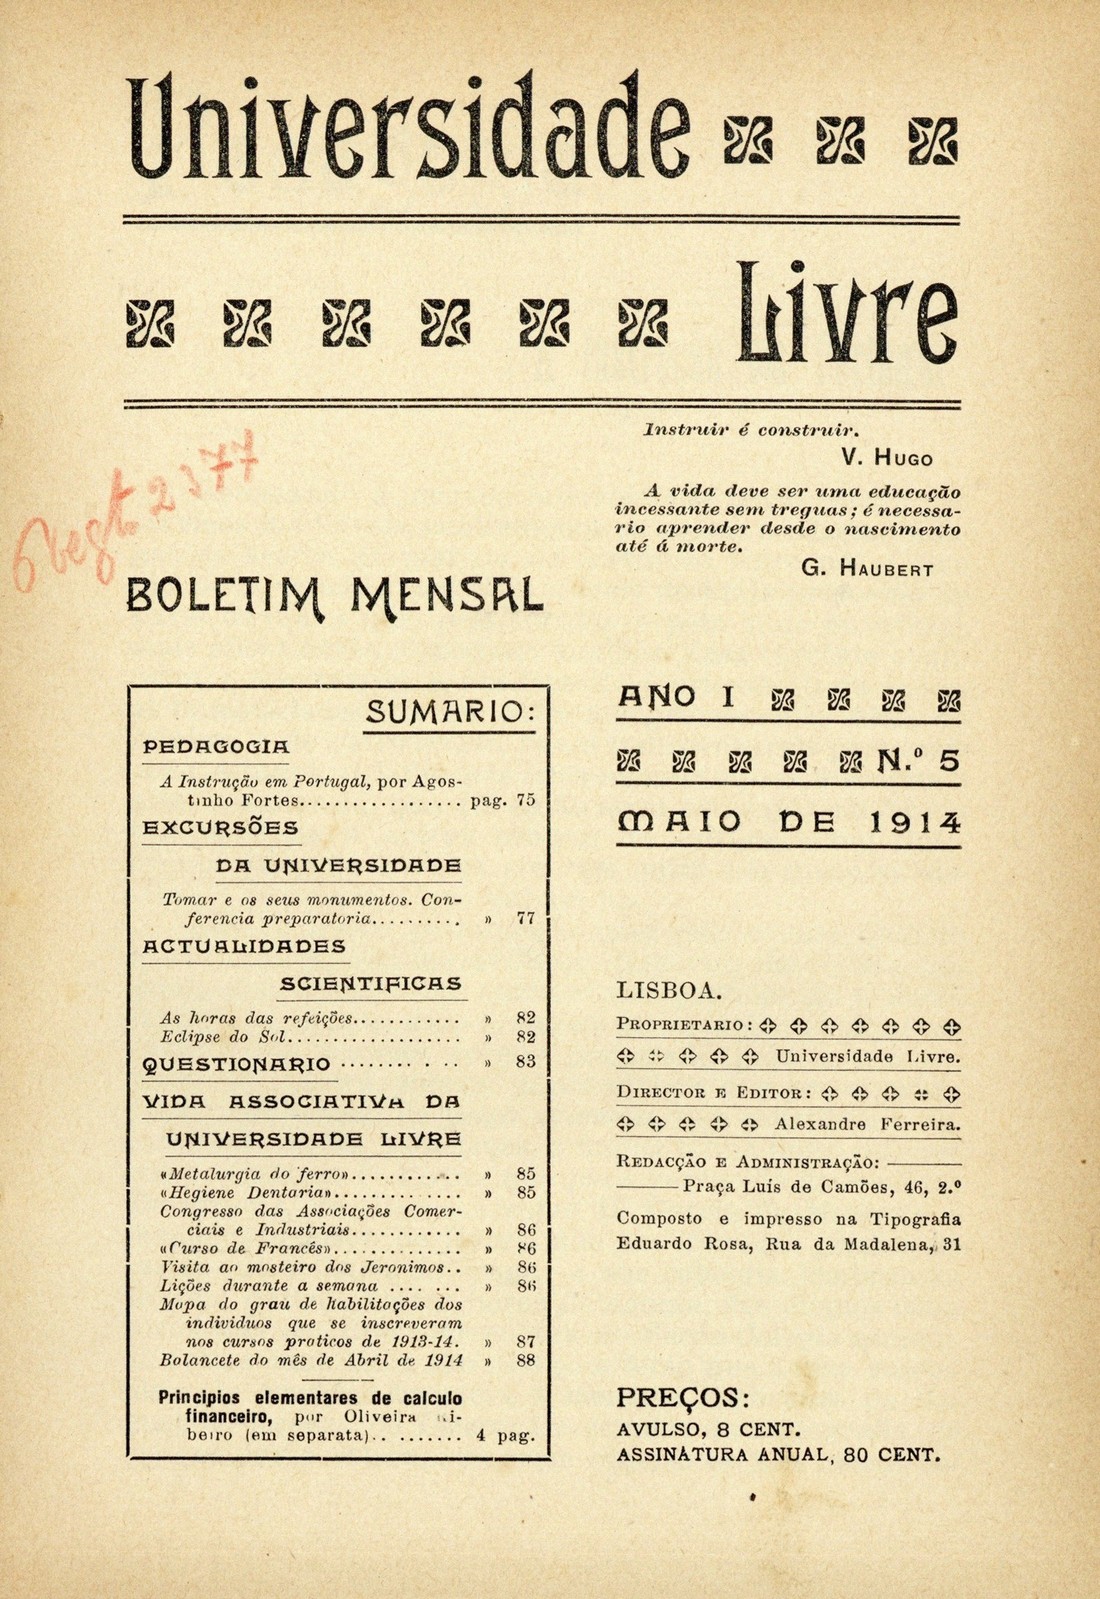 Universidade
Livre
Instruir é construir.
V. HUGO
A vida deve ser uma educação
incessante sem treguas; é necessa-
rio aprender desde o nascimento
até á morte.
G. HAUBERT
Regt 2377
BOLETIM MENSAL
SUMARIO:
PEDAGOGIA
A Instrução em Portugal, por Agos-
tinho Fortes.................. pag. 75
EXCURSÕES
DA UNIVERSIDADE
Tomar e os seus monumentos. Con-
ferencia preparatoria.......... » 77
ACTUALIDADES
SCIENTIFICAS
As horas das refeições............ » 82
Eclipse do Sol.................... » 82
QUESTIONARIO ........ . .. » 83
VIDA ASSOCIATIVA DA
UNIVERSIDADE LIVRE
«Metalurgia do ferro»............ » 85
«Hegiene Dentaria»......... .... » 85
Congresso das Associações Comer-
ciais e Industriais............ » 86
«Curso de Francês».............. » 86
Visita ao mosteiro dos Jeronimos.. » 86
Lições durante a semana .... ... » 86
Mapa do grau de habilitações dos
individuos que se inscreveram
nos cursos praticos de 1913-14. » 87
Balancete do mês de Abril de 1914 » 88
Principios elementares de calculo
financeiro, por Oliveira Ri-
beiro (em separata).. ....... 4 pag.
ANO I
N.º 5
MAIO DE 1914
LISBOA.
PROPRIETARIO:
Universidade Livre.
DIRECTOR E EDITOR:
Alexandre Ferreira.
REDACÇÃO E ADMINISTRAÇÃO:
Praça Luís de Camões, 46, 2.º
Composto e impresso na Tipografia
Eduardo Rosa, Rua da Madalena, 31
PREÇOS:
AVULSO, 8 CENT.
ASSINATURA ANUAL, 80 CENT.